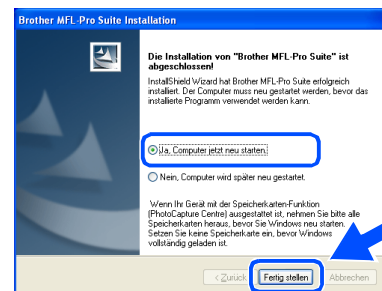 Brother MFL-Pro Suite Installation
Die Installation von "Brother MFL-Pro Suite" ist
abgeschlossen!
InstallShield Wizard hat Brother MFL-Pro Suite erfolgreich
installiert. Der Computer muss neu gestartet werden, bevor das
installierte Programm verwendet werden kann.
Ja, Computer jetzt neu starten.
Nein, Computer wird später neu gestartet.
Wenn Ihr Gerät mit der Speicherkarten-Funktion
(PhotoCapture Centre) ausgestattet ist, nehmen Sie bitte alle
Speicherkarten heraus, bevor Sie Windows neu starten.
Setzen Sie keine Speicherkarte ein, bevor Windows
vollständig geladen ist.
< Zurück
Fertig stellen
Abbrechen